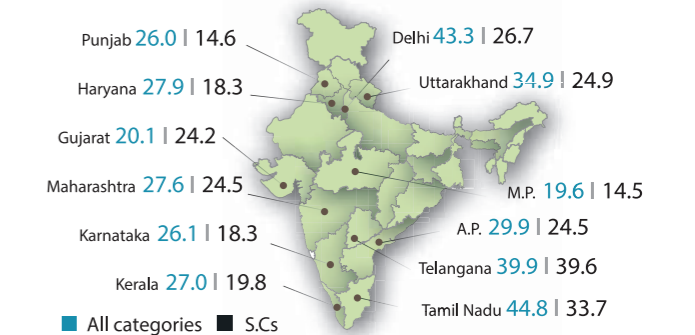 Punjab 26.0 | 14.6
Delhi 43.3 | 26.7
Haryana 27.9 | 18.3
Uttarakhand 34.9 | 24.9
Gujarat 20.1 | 24.2
Maharashtra 27.6 | 24.5
M.P. 19.6 | 14.5
Karnataka 26.1 | 18.3
A.P. 29.9 | 24.5
Telangana 39.9 | 39.6
Kerala 27.0 | 19.8
Tamil Nadu 44.8 | 33.7
All categories S.Cs